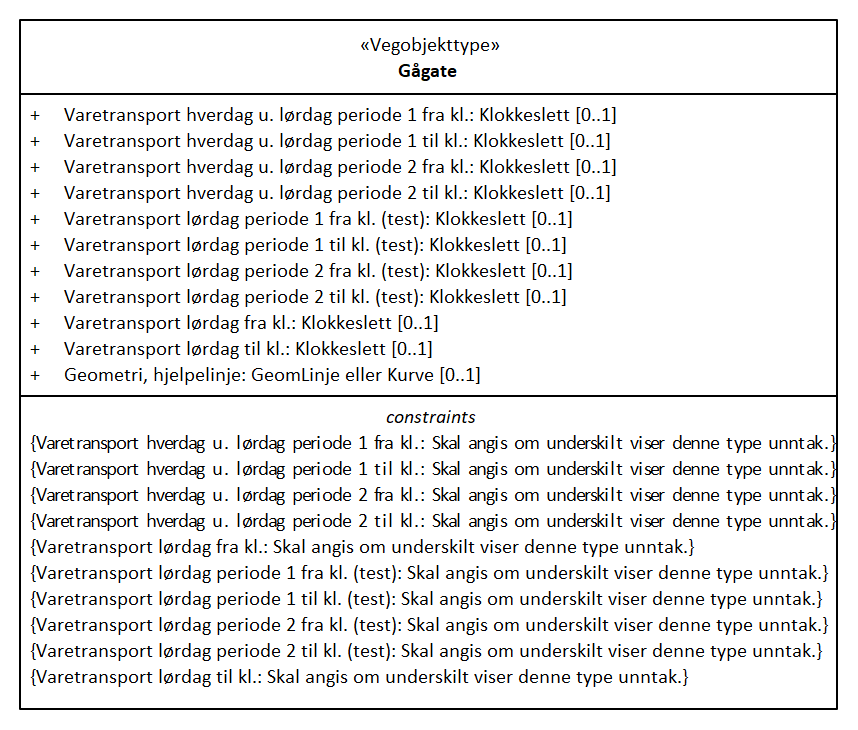 «Vegobjekttype»
Gågate
+ Varetransport hverdag u. lørdag periode 1 fra kl.: Klokkeslett [0..1]
+ Varetransport hverdag u. lørdag periode 1 til kl.: Klokkeslett [0..1]
+ Varetransport hverdag u. lørdag periode 2 fra kl.: Klokkeslett [0..1]
+ Varetransport hverdag u. lørdag periode 2 til kl.: Klokkeslett [0..1]
+ Varetransport lørdag periode 1 fra kl. (test): Klokkeslett [0..1]
+ Varetransport lørdag periode 1 til kl. (test): Klokkeslett [0..1]
+ Varetransport lørdag periode 2 fra kl. (test): Klokkeslett [0..1]
+ Varetransport lørdag periode 2 til kl. (test): Klokkeslett [0..1]
+ Varetransport lørdag fra kl.: Klokkeslett [0..1]
+ Varetransport lørdag til kl.: Klokkeslett [0..1]
+ Geometri, hjelpelinje: GeomLinje eller Kurve [0..1]
constraints
{Varetransport hverdag u. lørdag periode 1 fra kl.: Skal angis om underskilt viser denne type unntak.}
{Varetransport hverdag u. lørdag periode 1 til kl.: Skal angis om underskilt viser denne type unntak.}
{Varetransport hverdag u. lørdag periode 2 fra kl.: Skal angis om underskilt viser denne type unntak.}
{Varetransport hverdag u. lørdag periode 2 til kl.: Skal angis om underskilt viser denne type unntak.}
{Varetransport lørdag fra kl.: Skal angis om underskilt viser denne type unntak.}
{Varetransport lørdag periode 1 fra kl. (test): Skal angis om underskilt viser denne type unntak.}
{Varetransport lørdag periode 1 til kl. (test): Skal angis om underskilt viser denne type unntak.}
{Varetransport lørdag periode 2 fra kl. (test): Skal angis om underskilt viser denne type unntak.}
{Varetransport lørdag periode 2 til kl. (test): Skal angis om underskilt viser denne type unntak.}
{Varetransport lørdag til kl.: Skal angis om underskilt viser denne type unntak.}